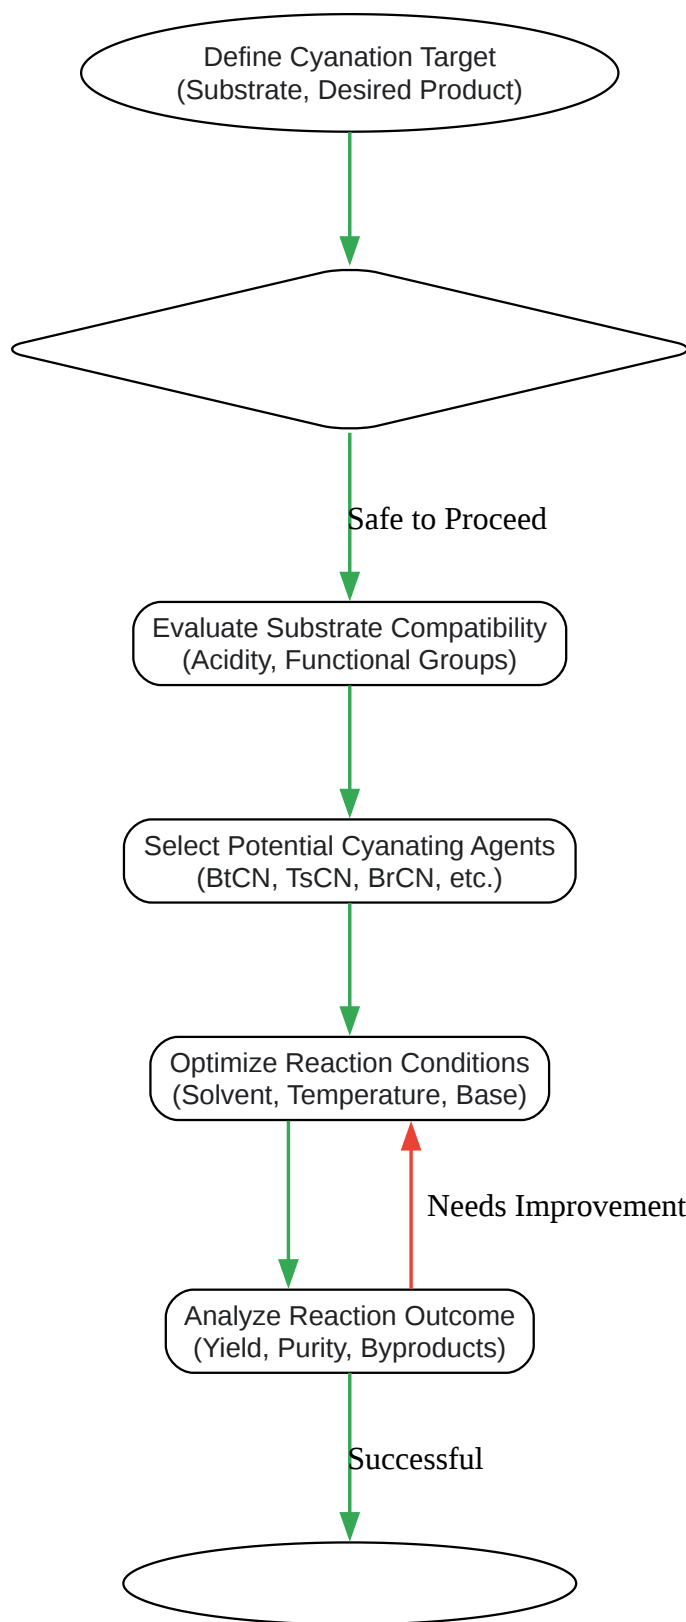 Define Cyanation Target
(Substrate, Desired Product)
Safe to Proceed
Evaluate Substrate Compatibility
(Acidity, Functional Groups)
Select Potential Cyanating Agents
(BtCN, TsCN, BrCN, etc.)
Optimize Reaction Conditions
(Solvent, Temperature, Base)
Needs Improvement
Analyze Reaction Outcome
(Yield, Purity, Byproducts)
Successful